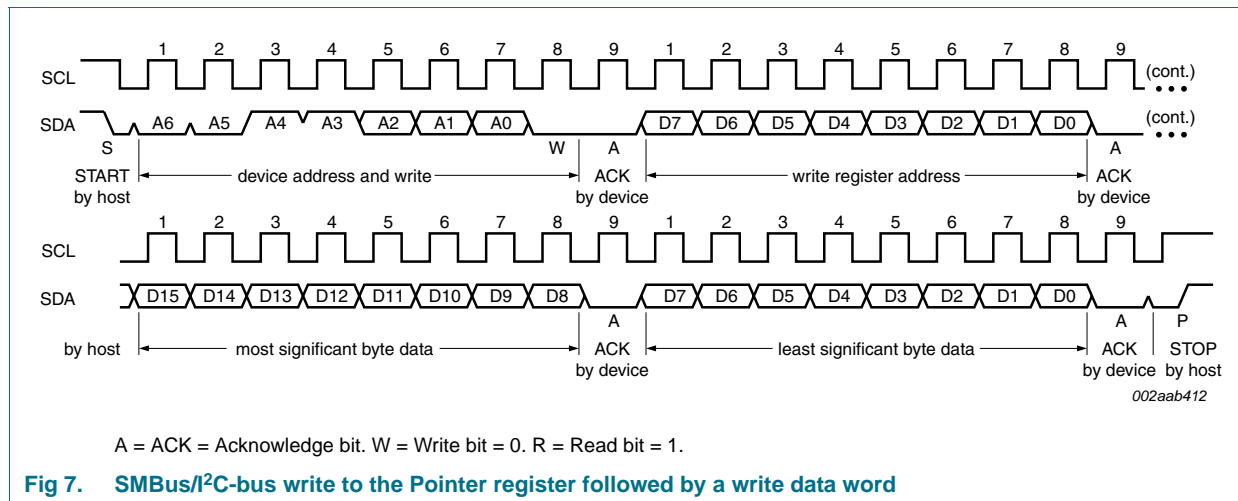 1 2 3 4 5 6 7 8 9 1 2 3 4 5 6 7 8 9
SCL (cont.)
SDA A6 A5 A4 A3 A2 A1 A0 D7 D6 D5 D4 D3 D2 D1 D0 (cont.)
S W A A
START by host device address and write ACK by device write register address ACK by device
1 2 3 4 5 6 7 8 9 1 2 3 4 5 6 7 8 9
SCL
SDA D15 D14 D13 D12 D11 D10 D9 D8 D7 D6 D5 D4 D3 D2 D1 D0
A A P
by host most significant byte data ACK by device least significant byte data ACK by device STOP by host
002aab412
A = ACK = Acknowledge bit. W = Write bit = 0. R = Read bit = 1.
Fig 7. SMBus/I²C-bus write to the Pointer register followed by a write data word